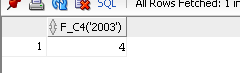 SQL | All Rows Fetched: 1 in
F_C4('2003')
1 4